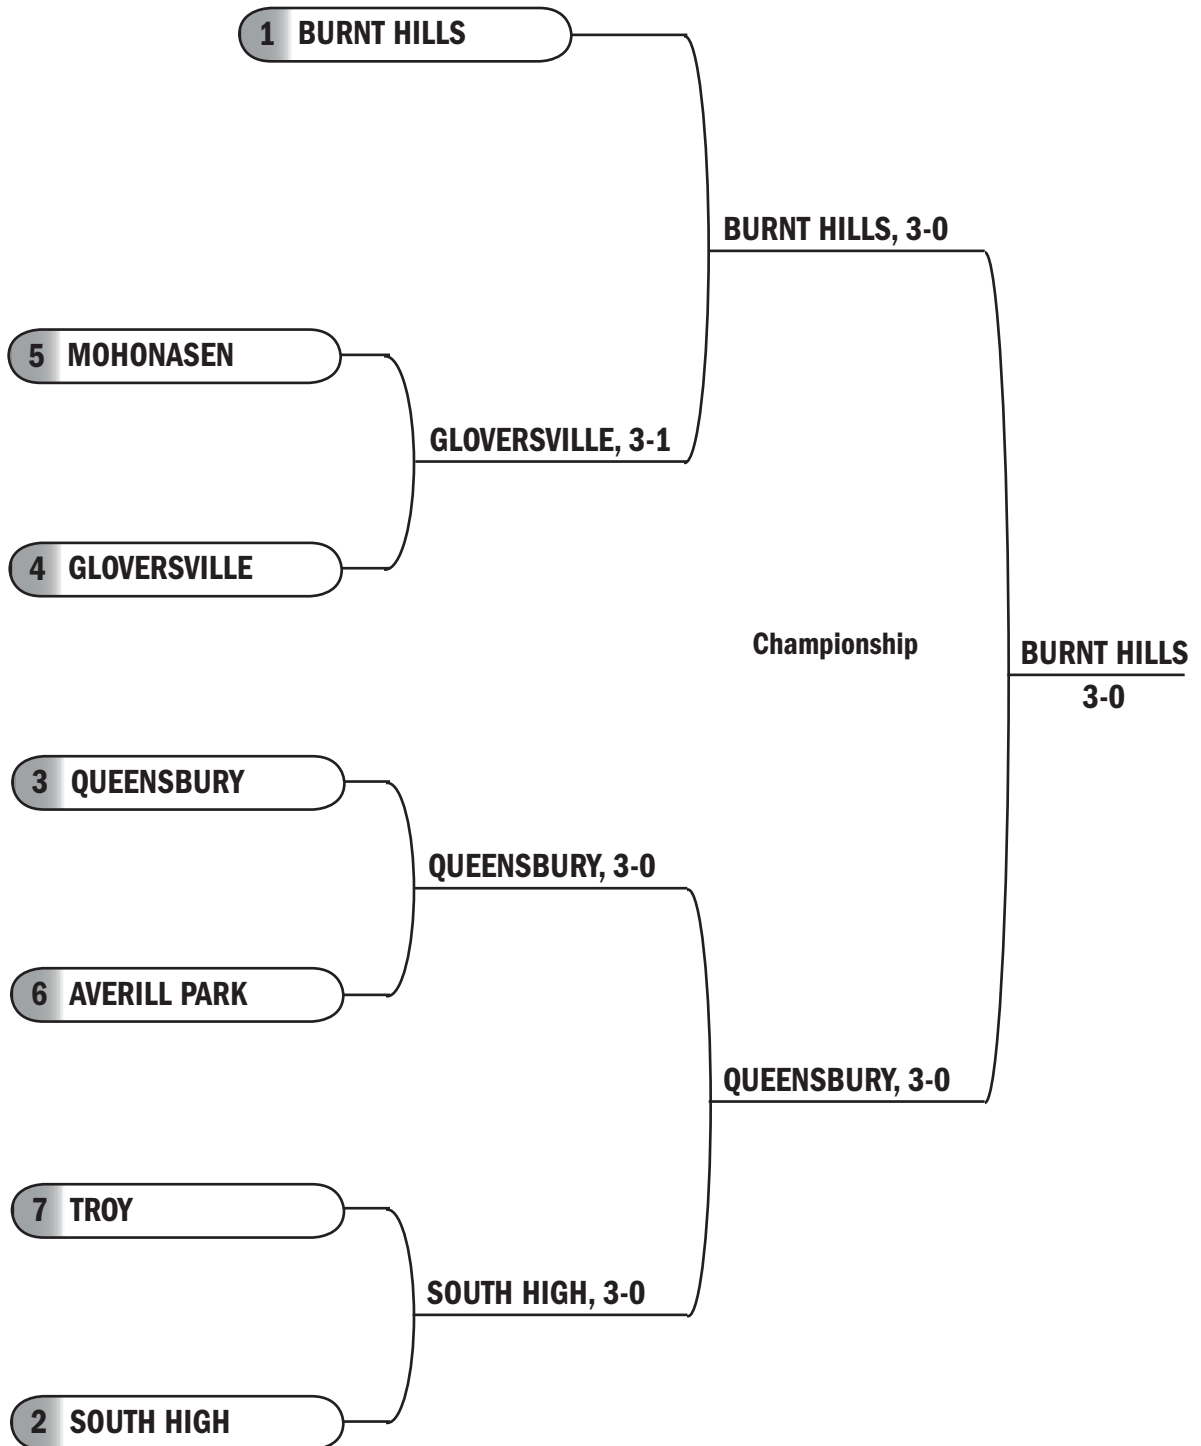 1 BURNT HILLS
BURNT HILLS, 3-0
5 MOHONASEN
GLOVERSVILLE, 3-1
4 GLOVERSVILLE
Championship
BURNT HILLS
3-0
3 QUEENSBURY
QUEENSBURY, 3-0
6 AVERILL PARK
QUEENSBURY, 3-0
7 TROY
SOUTH HIGH, 3-0
2 SOUTH HIGH